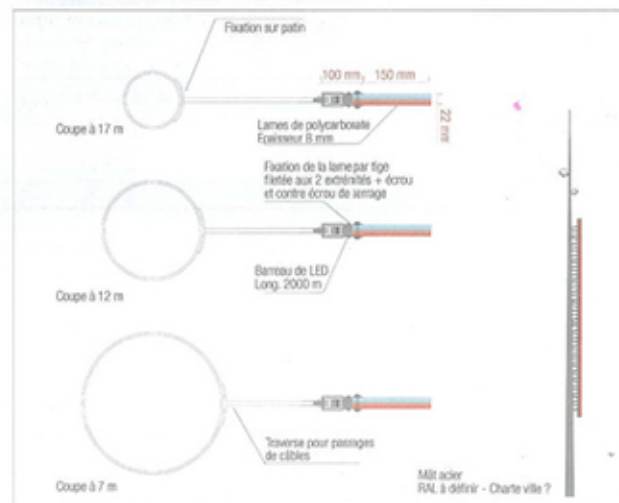 Fixation sur patin
100 mm
150 mm
22 mm
Coupe à 17 m
Lames de polycarboxate
Epaisseur 8 mm
Fixation de la lame par tige
filetée aux 2 extrénités + écrou
et contre écrou de serrage
Coupe à 12 m
Barreau de LED
Long. 2000 m
Traverse pour passages
de câbles
Coupe à 7 m
Mât acier
RAL à définir - Charte ville ?